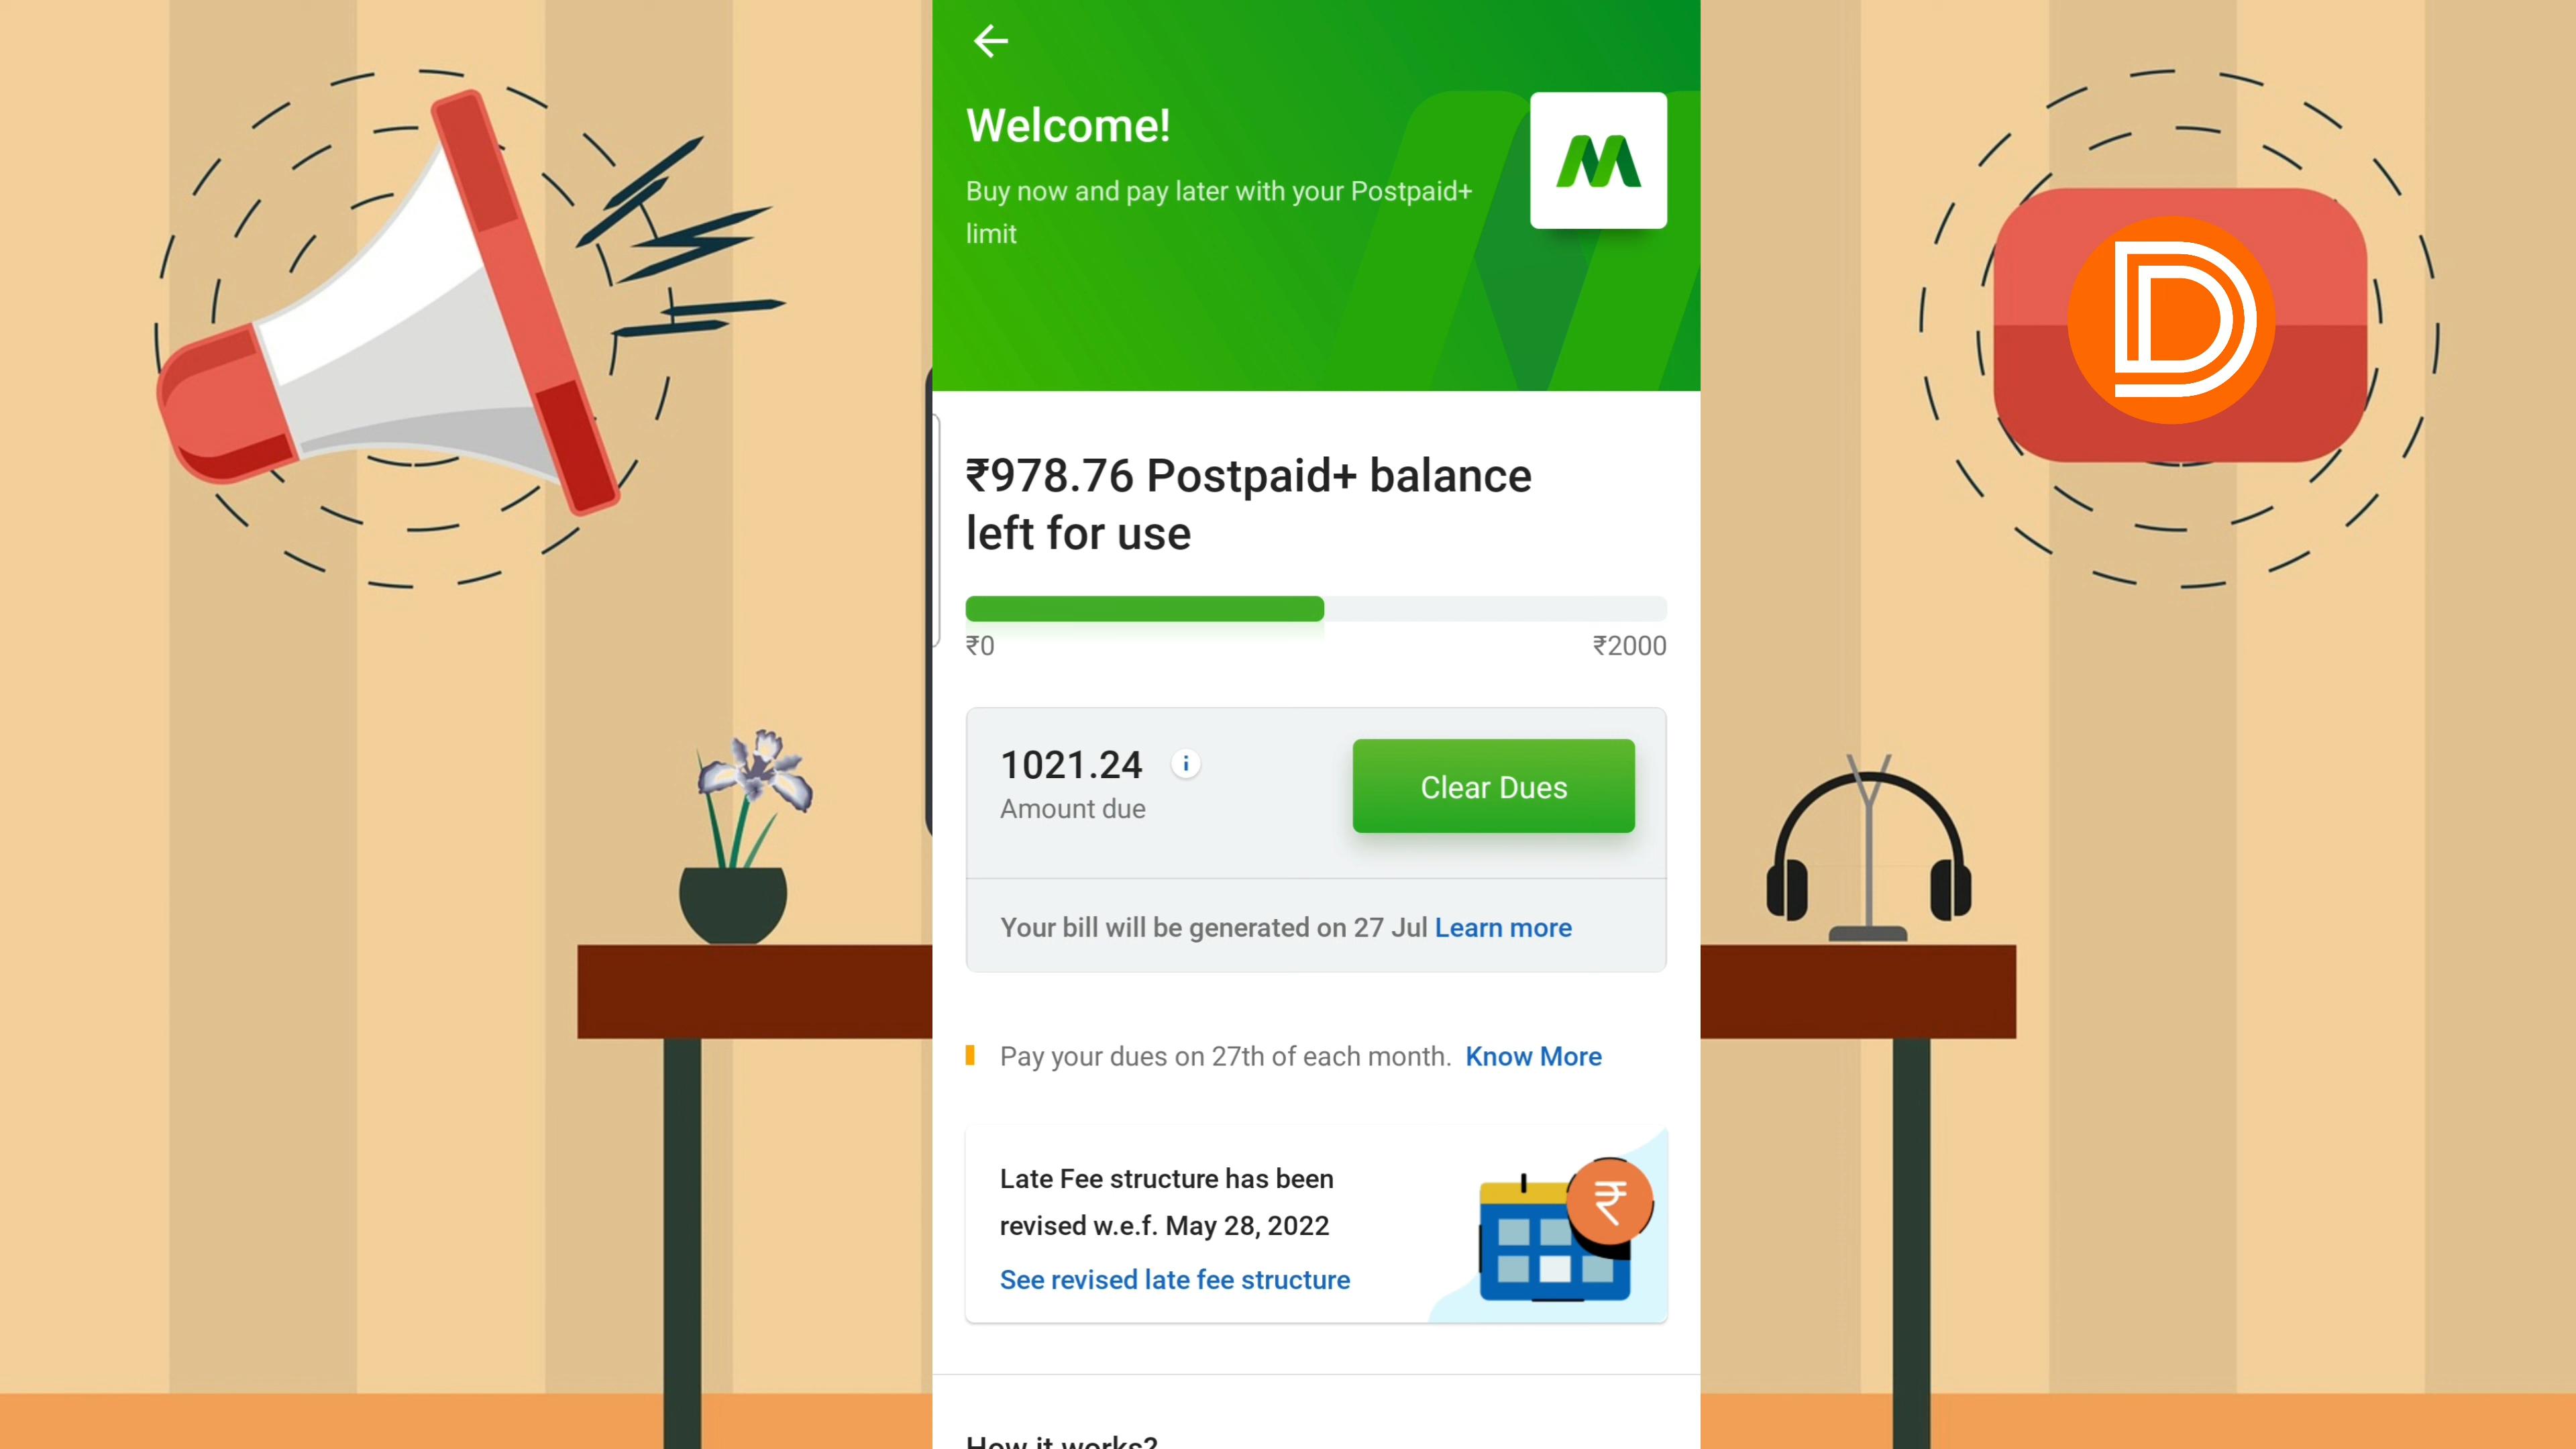 Welcome!
Buy now and pay later with your Postpaid+
limit
₹978.76 Postpaid+ balance
left for use
₹0
₹2000
1021.24
Amount due
Clear Dues
Your bill will be generated on 27 Jul Learn more
Pay your dues on 27th of each month. Know More
Late Fee structure has been
revised w.e.f. May 28, 2022
See revised late fee structure
How it works?